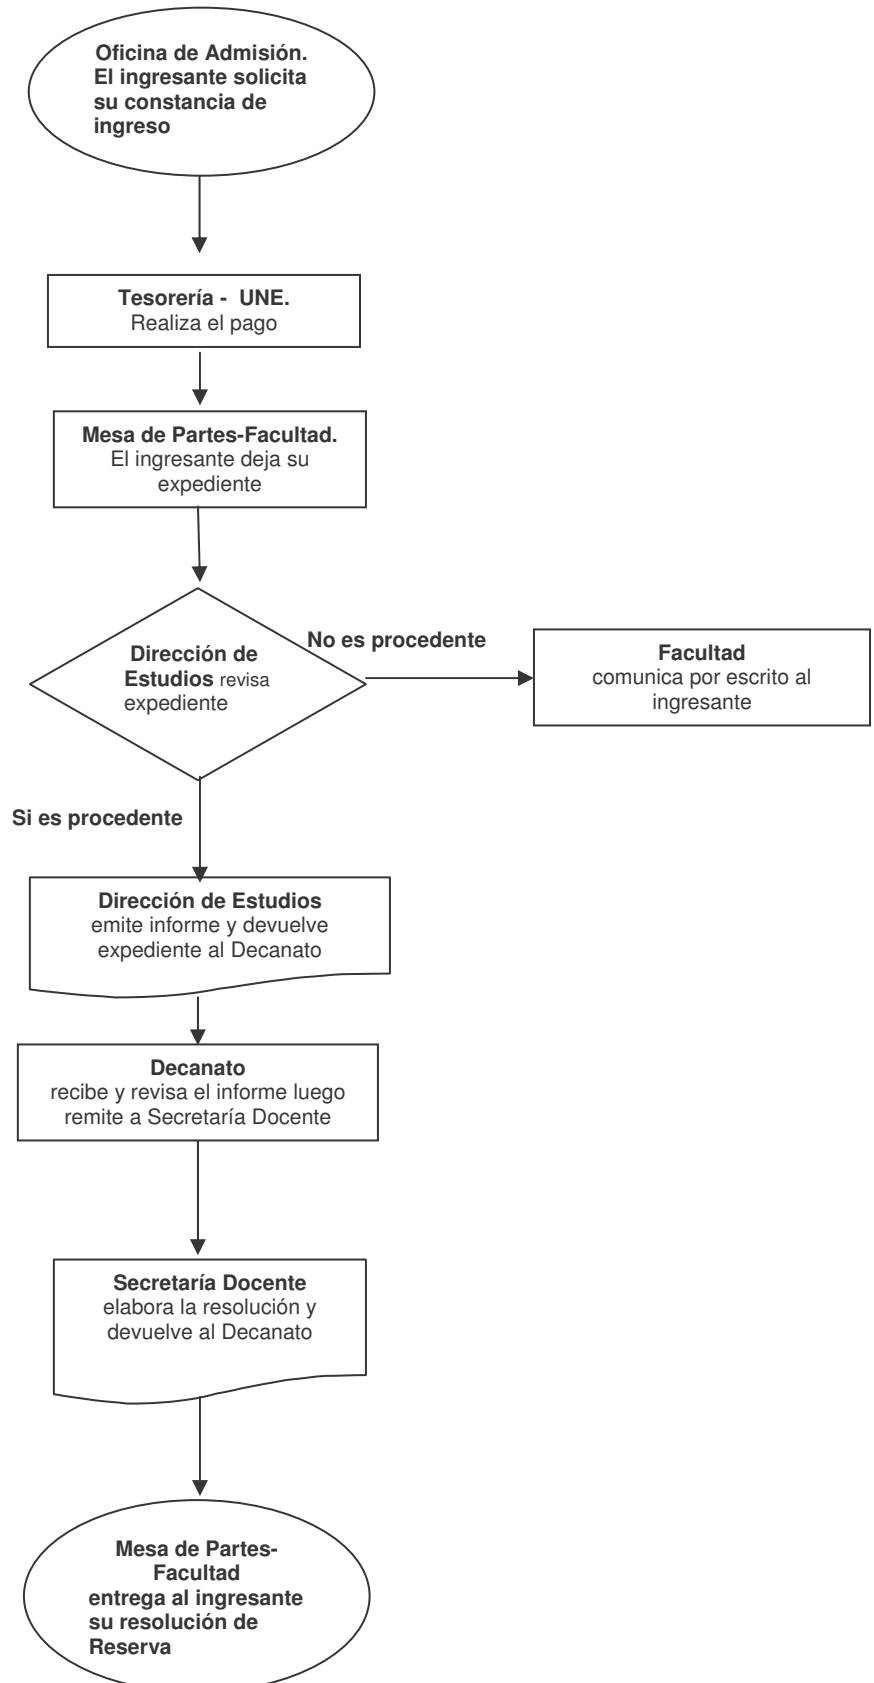 Oficina de Admisión.
El ingresante solicita
su constancia de
ingreso
Tesorería - UNE.
Realiza el pago
Mesa de Partes-Facultad.
El ingresante deja su
expediente
Dirección de
Estudios revisa
expediente
No es procedente
Facultad
comunica por escrito al
ingresante
Si es procedente
Dirección de Estudios
emite informe y devuelve
expediente al Decanato
Decanato
recibe y revisa el informe luego
remite a Secretaría Docente
Secretaría Docente
elabora la resolución y
devuelve al Decanato
Mesa de Partes-
Facultad
entrega al ingresante
su resolución de
Reserva